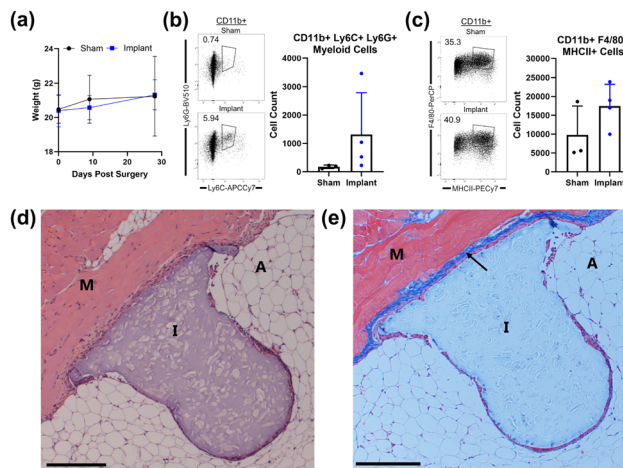 (a)
Sham
Implant
Weight (g)
24
22
20
18
0
10
20
30
Days Post Surgery
(b)
CD11b+
Sham
0.74
Implant
5.94
Ly6G-BV510
Ly6C-APCCy7
CD11b+ Ly6C+ Ly6G+
Myeloid Cells
Cell Count
4000
3000
2000
1000
0
Sham
Implant
(c)
CD11b+
Sham
35.3
Implant
40.9
F4/80-PerCP
MHCII-PECy7
CD11b+ F4/80
MHCII+ Cells
Cell Count
30000
25000
20000
15000
10000
5000
0
Sham
Implant
(d)
M
A
I
(e)
M
A
I